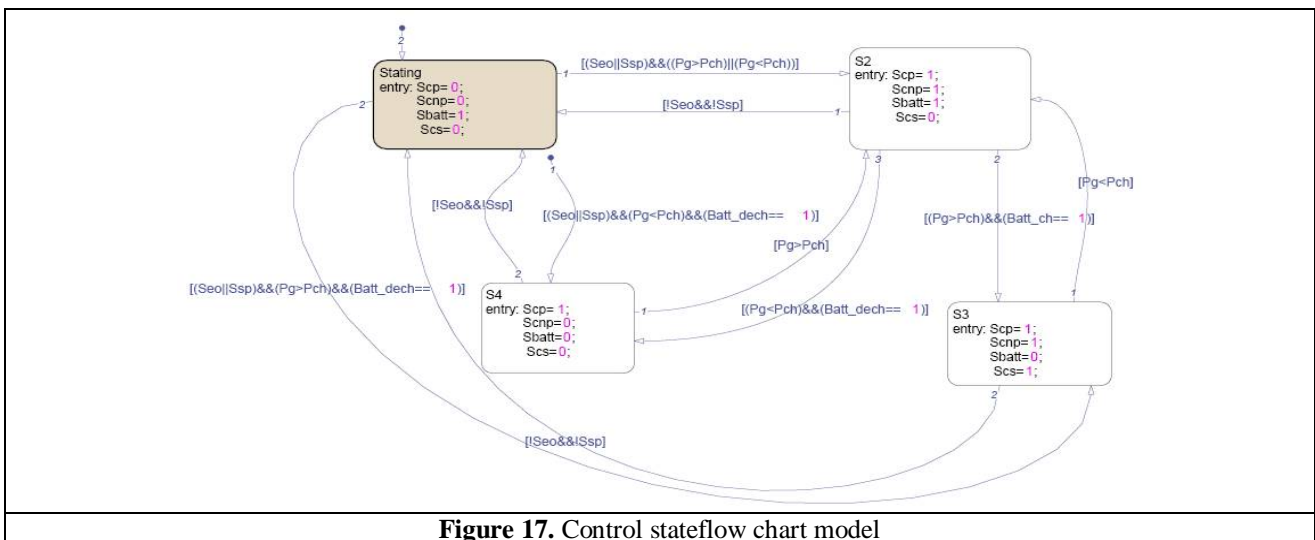 2
Stating
entry: Scp= 0;
Scnp=0;
Sbatt=1;
Scs=0;
2
1
[(Seo||Ssp)&&((Pg>Pch)||(Pg<Pch))]
[!Seo&&!Ssp]
1
S2
entry: Scp= 1;
Scnp=1;
Sbatt=1;
Scs=0;
3
2
1
[!Seo&&!Ssp]
[(Seo||Ssp)&&(Pg<Pch)&&(Batt_dech== 1)]
[Pg>Pch]
[(Pg>Pch)&&(Batt_ch== 1)]
[Pg<Pch]
[(Seo||Ssp)&&(Pg>Pch)&&(Batt_dech== 1)]
2
S4
entry: Scp= 1;
Scnp=0;
Sbatt=0;
Scs=0;
1
[(Pg<Pch)&&(Batt_dech== 1)]
1
S3
entry: Scp= 1;
Scnp=1;
Sbatt=0;
Scs=1;
2
[!Seo&&!Ssp]
Figure 17. Control stateflow chart model